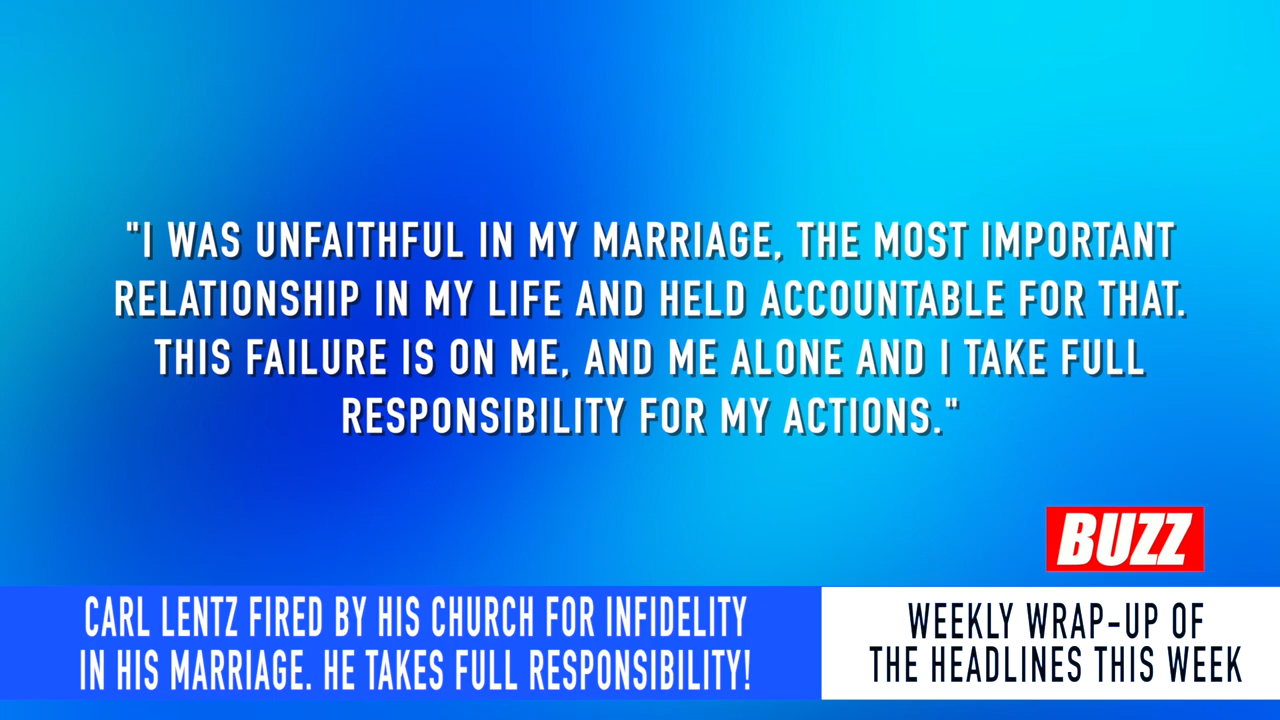 "I WAS UNFAITHFUL IN MY MARRIAGE, THE MOST IMPORTANT
RELATIONSHIP IN MY LIFE AND HELD ACCOUNTABLE FOR THAT.
THIS FAILURE IS ON ME, AND ME ALONE AND I TAKE FULL
RESPONSIBILITY FOR MY ACTIONS."
BUZZ
CARL LENTZ FIRED BY HIS CHURCH FOR INFIDELITY
IN HIS MARRIAGE. HE TAKES FULL RESPONSIBILITY!
WEEKLY WRAP-UP OF
THE HEADLINES THIS WEEK